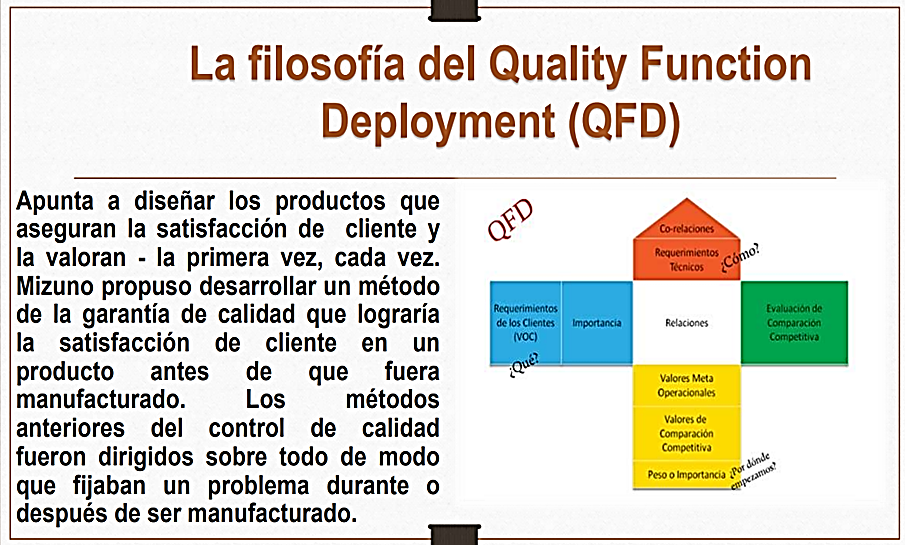 La filosofía del Quality Function
Deployment (QFD)
Apunta a diseñar los productos que
aseguran la satisfacción de cliente y
la valoran - la primera vez, cada vez.
Mizuno propuso desarrollar un método
de la garantía de calidad que lograría
la satisfacción de cliente en un
producto antes de que fuera
manufacturado. Los métodos
anteriores del control de calidad
fueron dirigidos sobre todo de modo
que fijaban un problema durante o
después de ser manufacturado.
QFD
Co-relaciones
Requerimientos
Técnicos
¿Cómo?
Requerimientos
de los Clientes
(VOC)
¿Qué?
Importancia
Relaciones
Evaluación de
Comparación
Competitiva
Valores Meta
Operacionales
Valores de
Comparación
Competitiva
Peso o Importancia
¿Por dónde
empezamos?